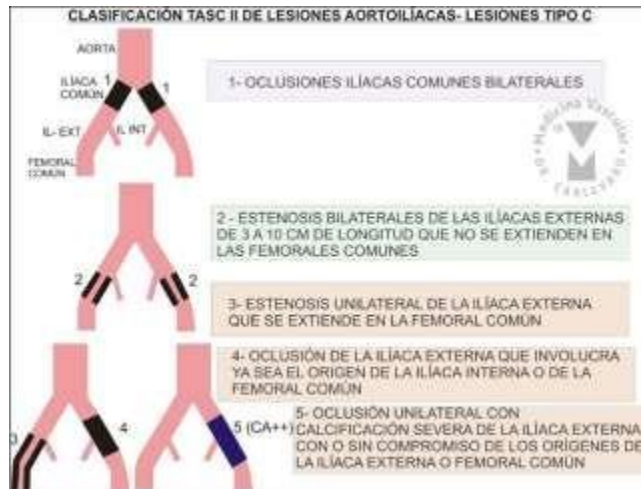 CLASIFICACIÓN TASC II DE LESIONES AORTOILÍACAS- LESIONES TIPO C
AORTA
ILÍACA
COMÚN
1
1
IL- EXT
IL INT
FEMORAL
COMÚN
1- OCLUSIONES ILÍACAS COMUNES BILATERALES
Medicina Vascular
DR CARLEVARO
2 - ESTENOSIS BILATERALES DE LAS ILÍACAS EXTERNAS
DE 3 A 10 CM DE LONGITUD QUE NO SE EXTIENDEN EN
LAS FEMORALES COMUNES
2
2
3- ESTENOSIS UNILATERAL DE LA ILÍACA EXTERNA
QUE SE EXTIENDE EN LA FEMORAL COMÚN
4- OCLUSIÓN DE LA ILÍACA EXTERNA QUE INVOLUCRA
YA SEA EL ORIGEN DE LA ILÍACA INTERNA O DE LA
FEMORAL COMÚN
3
4
5 (CA++)
5- OCLUSIÓN UNILATERAL CON
CALCIFICACIÓN SEVERA DE LA ILÍACA EXTERNA
CON O SIN COMPROMISO DE LOS ORÍGENES DE
LA ILÍACA EXTERNA O FEMORAL COMÚN